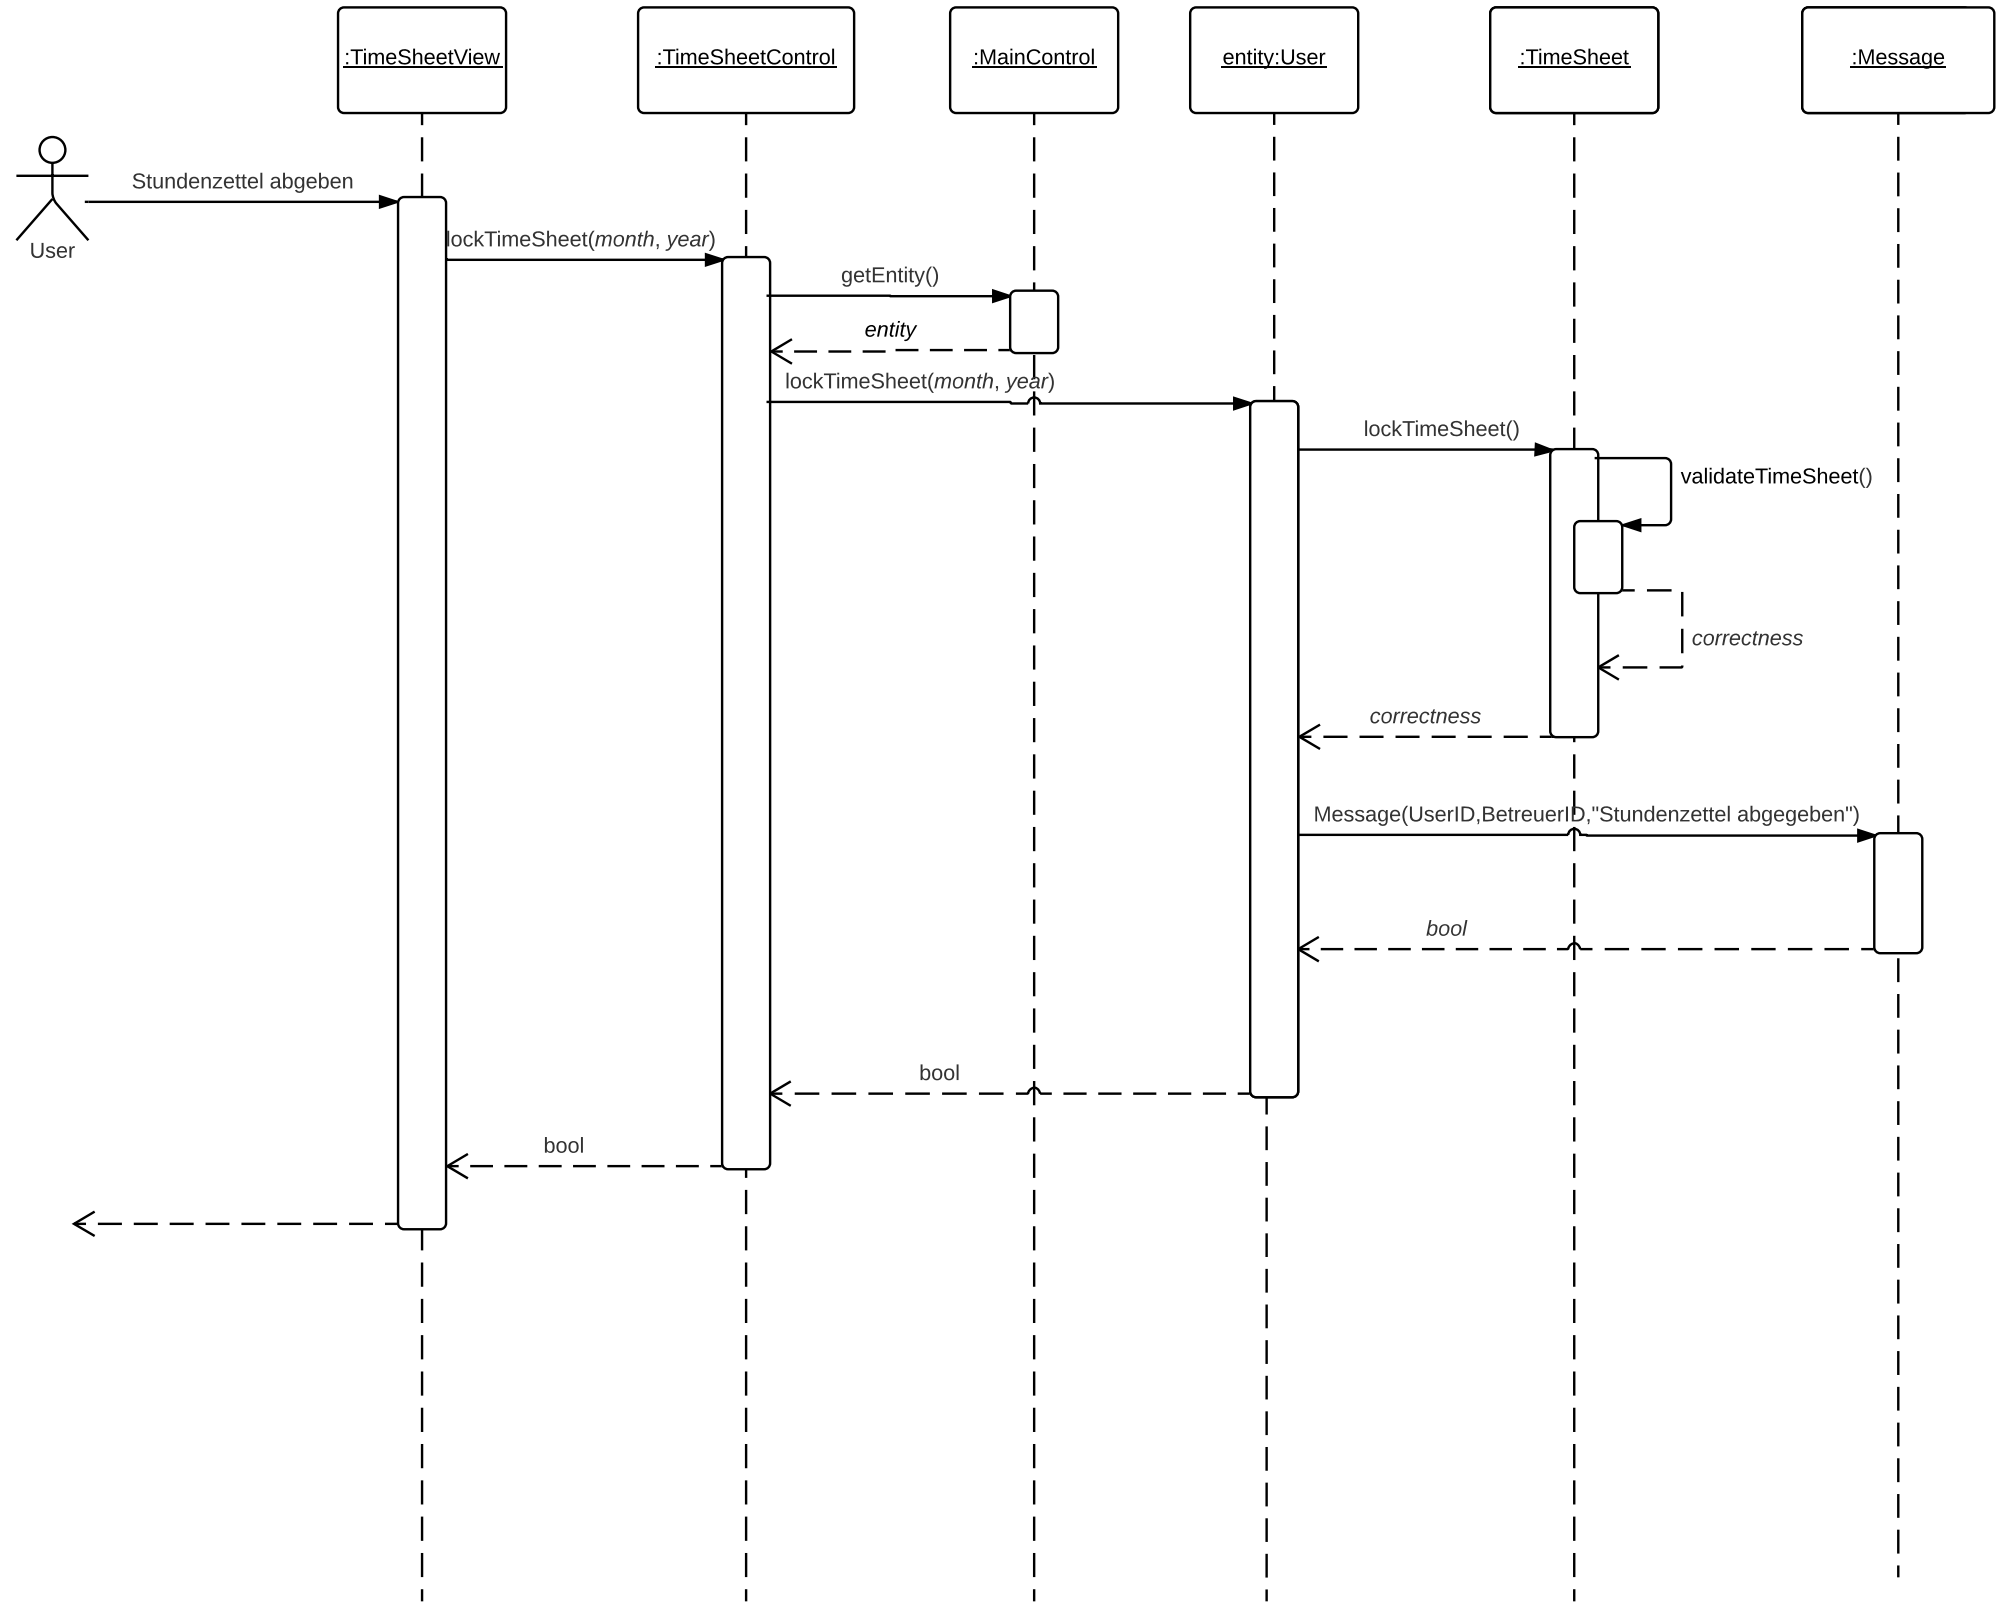 :TimeSheetView
:TimeSheetControl
:MainControl
entity:User
:TimeSheet
:Message
Stundenzettel abgeben
User
lockTimeSheet(month, year)
getEntity()
entity
lockTimeSheet(month, year)
lockTimeSheet()
validateTimeSheet()
correctness
correctness
Message(UserID,BetreuerID,"Stundenzettel abgegeben")
bool
bool
bool